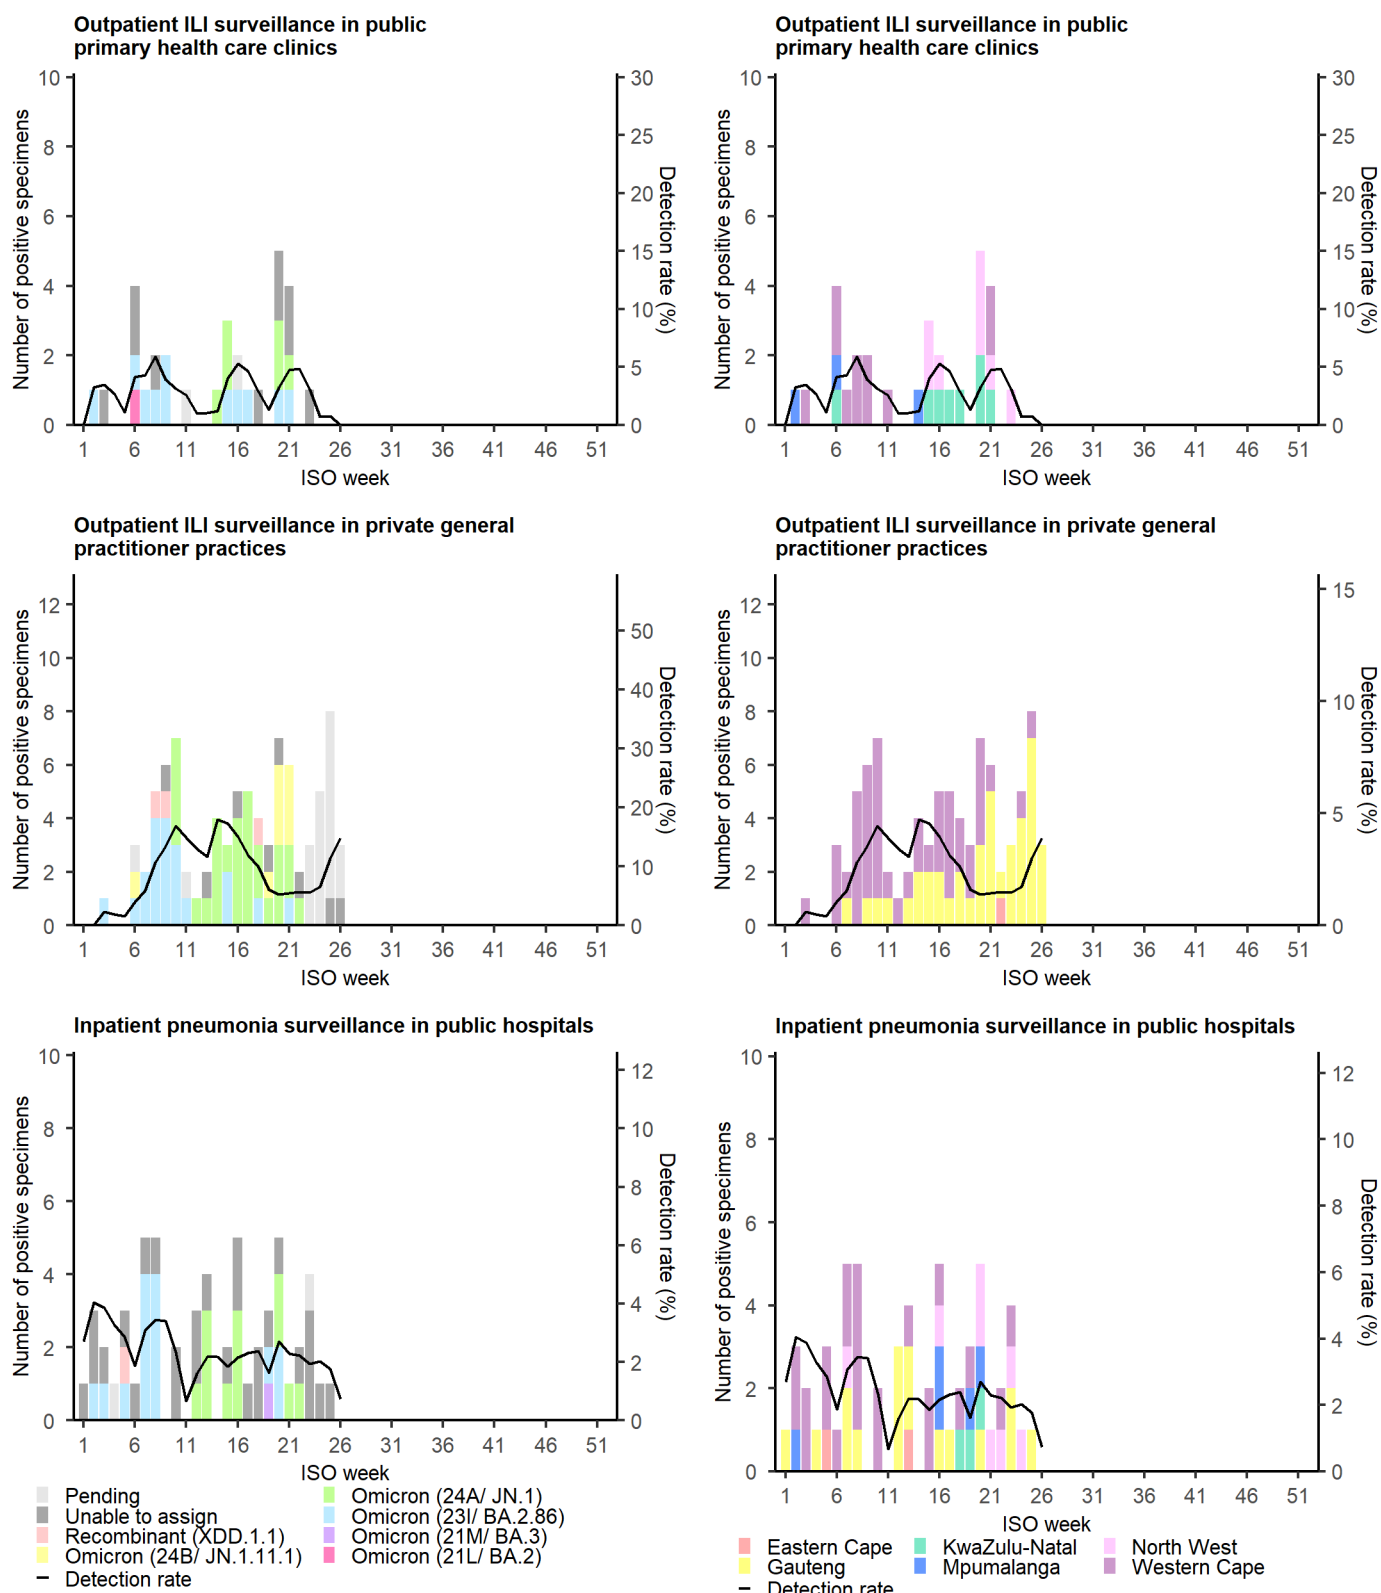 Outpatient ILI surveillance in public
primary health care clinics
Number of positive specimens
10
8
6
4
2
0
30
25
20
15
10
5
0
Detection rate (%)
1 6 11 16 21 26 31 36 41 46 51
ISO week
Outpatient ILI surveillance in public
primary health care clinics
Number of positive specimens
10
8
6
4
2
0
30
25
20
15
10
5
0
Detection rate (%)
1 6 11 16 21 26 31 36 41 46 51
ISO week
Outpatient ILI surveillance in private general
practitioner practices
Number of positive specimens
12
10
8
6
4
2
0
50
40
30
20
10
0
Detection rate (%)
1 6 11 16 21 26 31 36 41 46 51
ISO week
Outpatient ILI surveillance in private general
practitioner practices
Number of positive specimens
12
10
8
6
4
2
0
15
10
5
0
Detection rate (%)
1 6 11 16 21 26 31 36 41 46 51
ISO week
Inpatient pneumonia surveillance in public hospitals
Number of positive specimens
10
8
6
4
2
0
12
10
8
6
4
2
0
Detection rate (%)
1 6 11 16 21 26 31 36 41 46 51
ISO week
Pending
Unable to assign
Recombinant (XDD.1.1)
Omicron (24B/ JN.1.11.1)
Detection rate
Omicron (24A/ JN.1)
Omicron (23I/ BA.2.86)
Omicron (21M/ BA.3)
Omicron (21L/ BA.2)
Inpatient pneumonia surveillance in public hospitals
Number of positive specimens
10
8
6
4
2
0
12
10
8
6
4
2
0
Detection rate (%)
1 6 11 16 21 26 31 36 41 46 51
ISO week
Eastern Cape
Gauteng
Detection rate
KwaZulu-Natal
Mpumalanga
North West
Western Cape